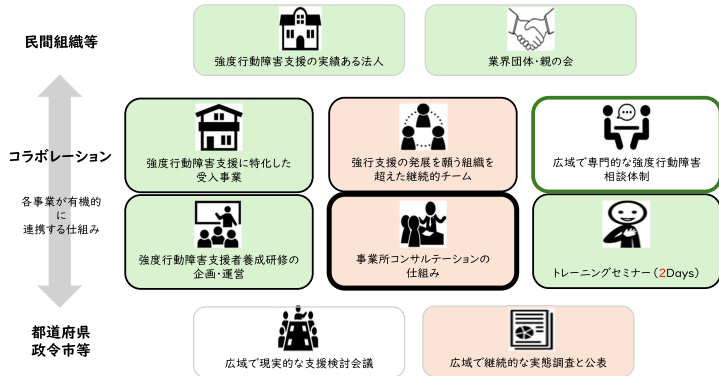 民間組織等
強度行動障害支援の実績ある法人
業界団体・親の会
コラボレーション
各事業が有機的
に
連携する仕組み
強度行動障害支援に特化した
受入事業
強行支援の発展を願う組織を
超えた継続的チーム
広域で専門的な強度行動障害
相談体制
強度行動障害支援者養成研修の
企画・運営
事業所コンサルテーションの
仕組み
トレーニングセミナー(2Days)
都道府県
政令市等
広域で現実的な支援検討会議
広域で継続的な実態調査と公表